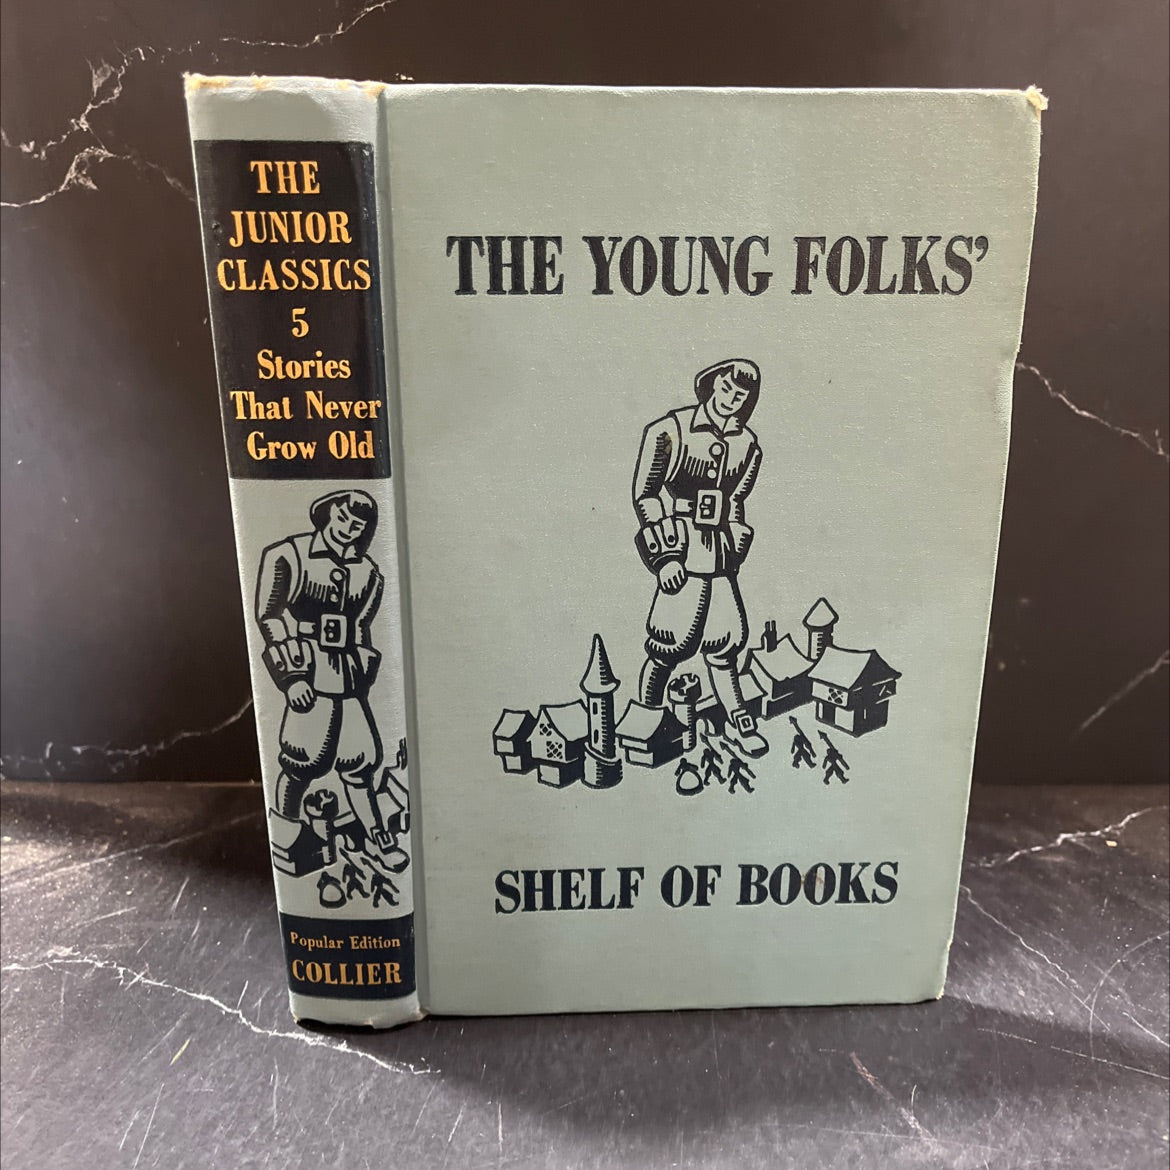 THE
JUNIOR
CLASSICS
5
Stories
That Never
Grow Old
Popular Edition
COLLIER
THE YOUNG FOLKS’
SHELF OF BOOKS